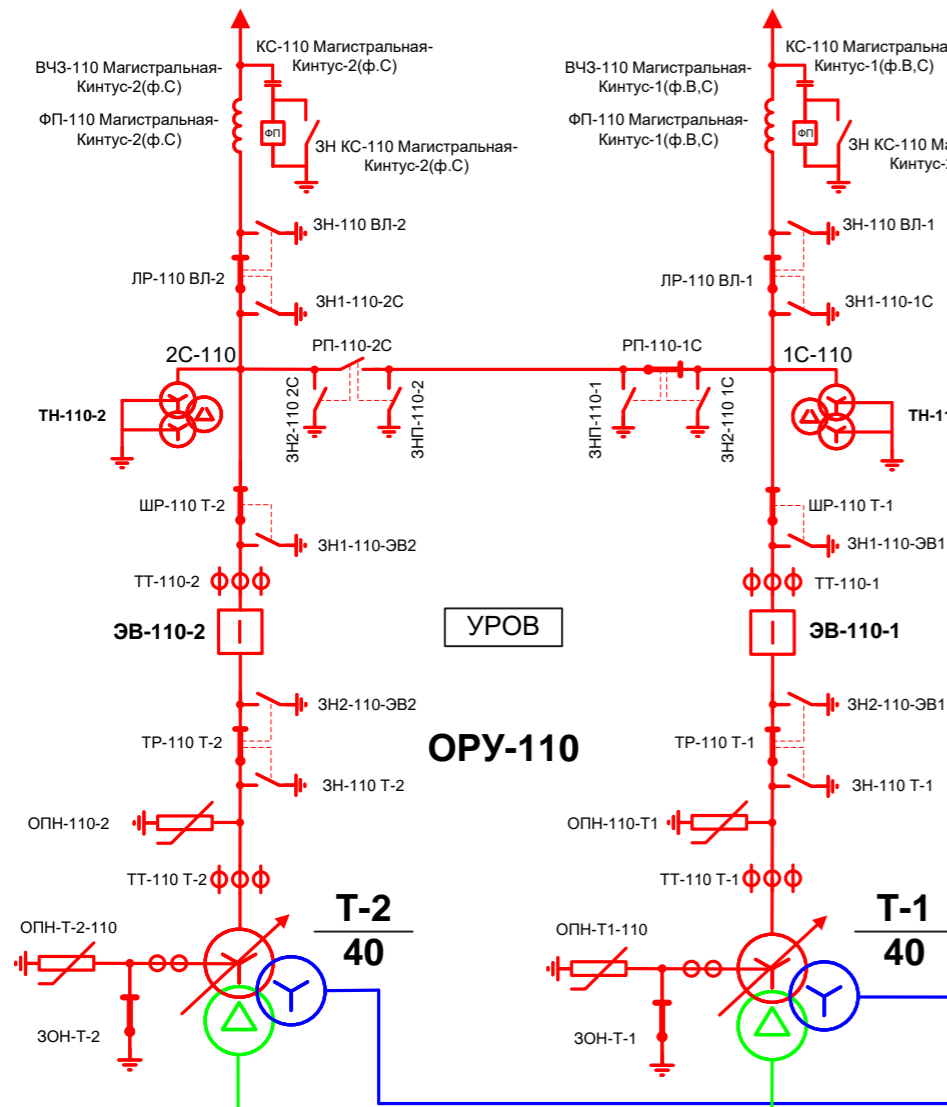 КС-110 Магистральная-
Кинтус-2(ф.С)
ВЧЗ-110 Магистральная-
Кинтус-2(ф.С)
ФП-110 Магистральная-
Кинтус-2(ф.С)
ФП
ЗН КС-110 Магистральная-
Кинтус-2(ф.С)
КС-110 Магистральна
Кинтус-1(ф.В,С)
ВЧЗ-110 Магистральная-
Кинтус-1(ф.В,С)
ФП-110 Магистральная-
Кинтус-1(ф.В,С)
ФП
ЗН КС-110 Ма
Кинтус-
ЗН-110 ВЛ-2
ЛР-110 ВЛ-2
ЗН1-110-2С
ЗН-110 ВЛ-1
ЛР-110 ВЛ-1
ЗН1-110-1С
2С-110
РП-110-2С
РП-110-1С
1С-110
ТН-110-2
ЗН2-110 2С
ЗНП-110-2
ЗНП-110-1
ЗН2-110 1С
ТН-11
ШР-110 Т-2
ЗН1-110-ЭВ2
ШР-110 Т-1
ЗН1-110-ЭВ1
ТТ-110-2
ТТ-110-1
ЭВ-110-2
УРОВ
ЭВ-110-1
ЗН2-110-ЭВ2
ЗН2-110-ЭВ1
ТР-110 Т-2
ОРУ-110
ТР-110 Т-1
ЗН-110 Т-2
ЗН-110 Т-1
ОПН-110-2
ОПН-110-Т1
ТТ-110 Т-2
ТТ-110 Т-1
ОПН-Т-2-110
Т-2
40
ОПН-Т1-110
Т-1
40
ЗОН-Т-2
ЗОН-Т-1